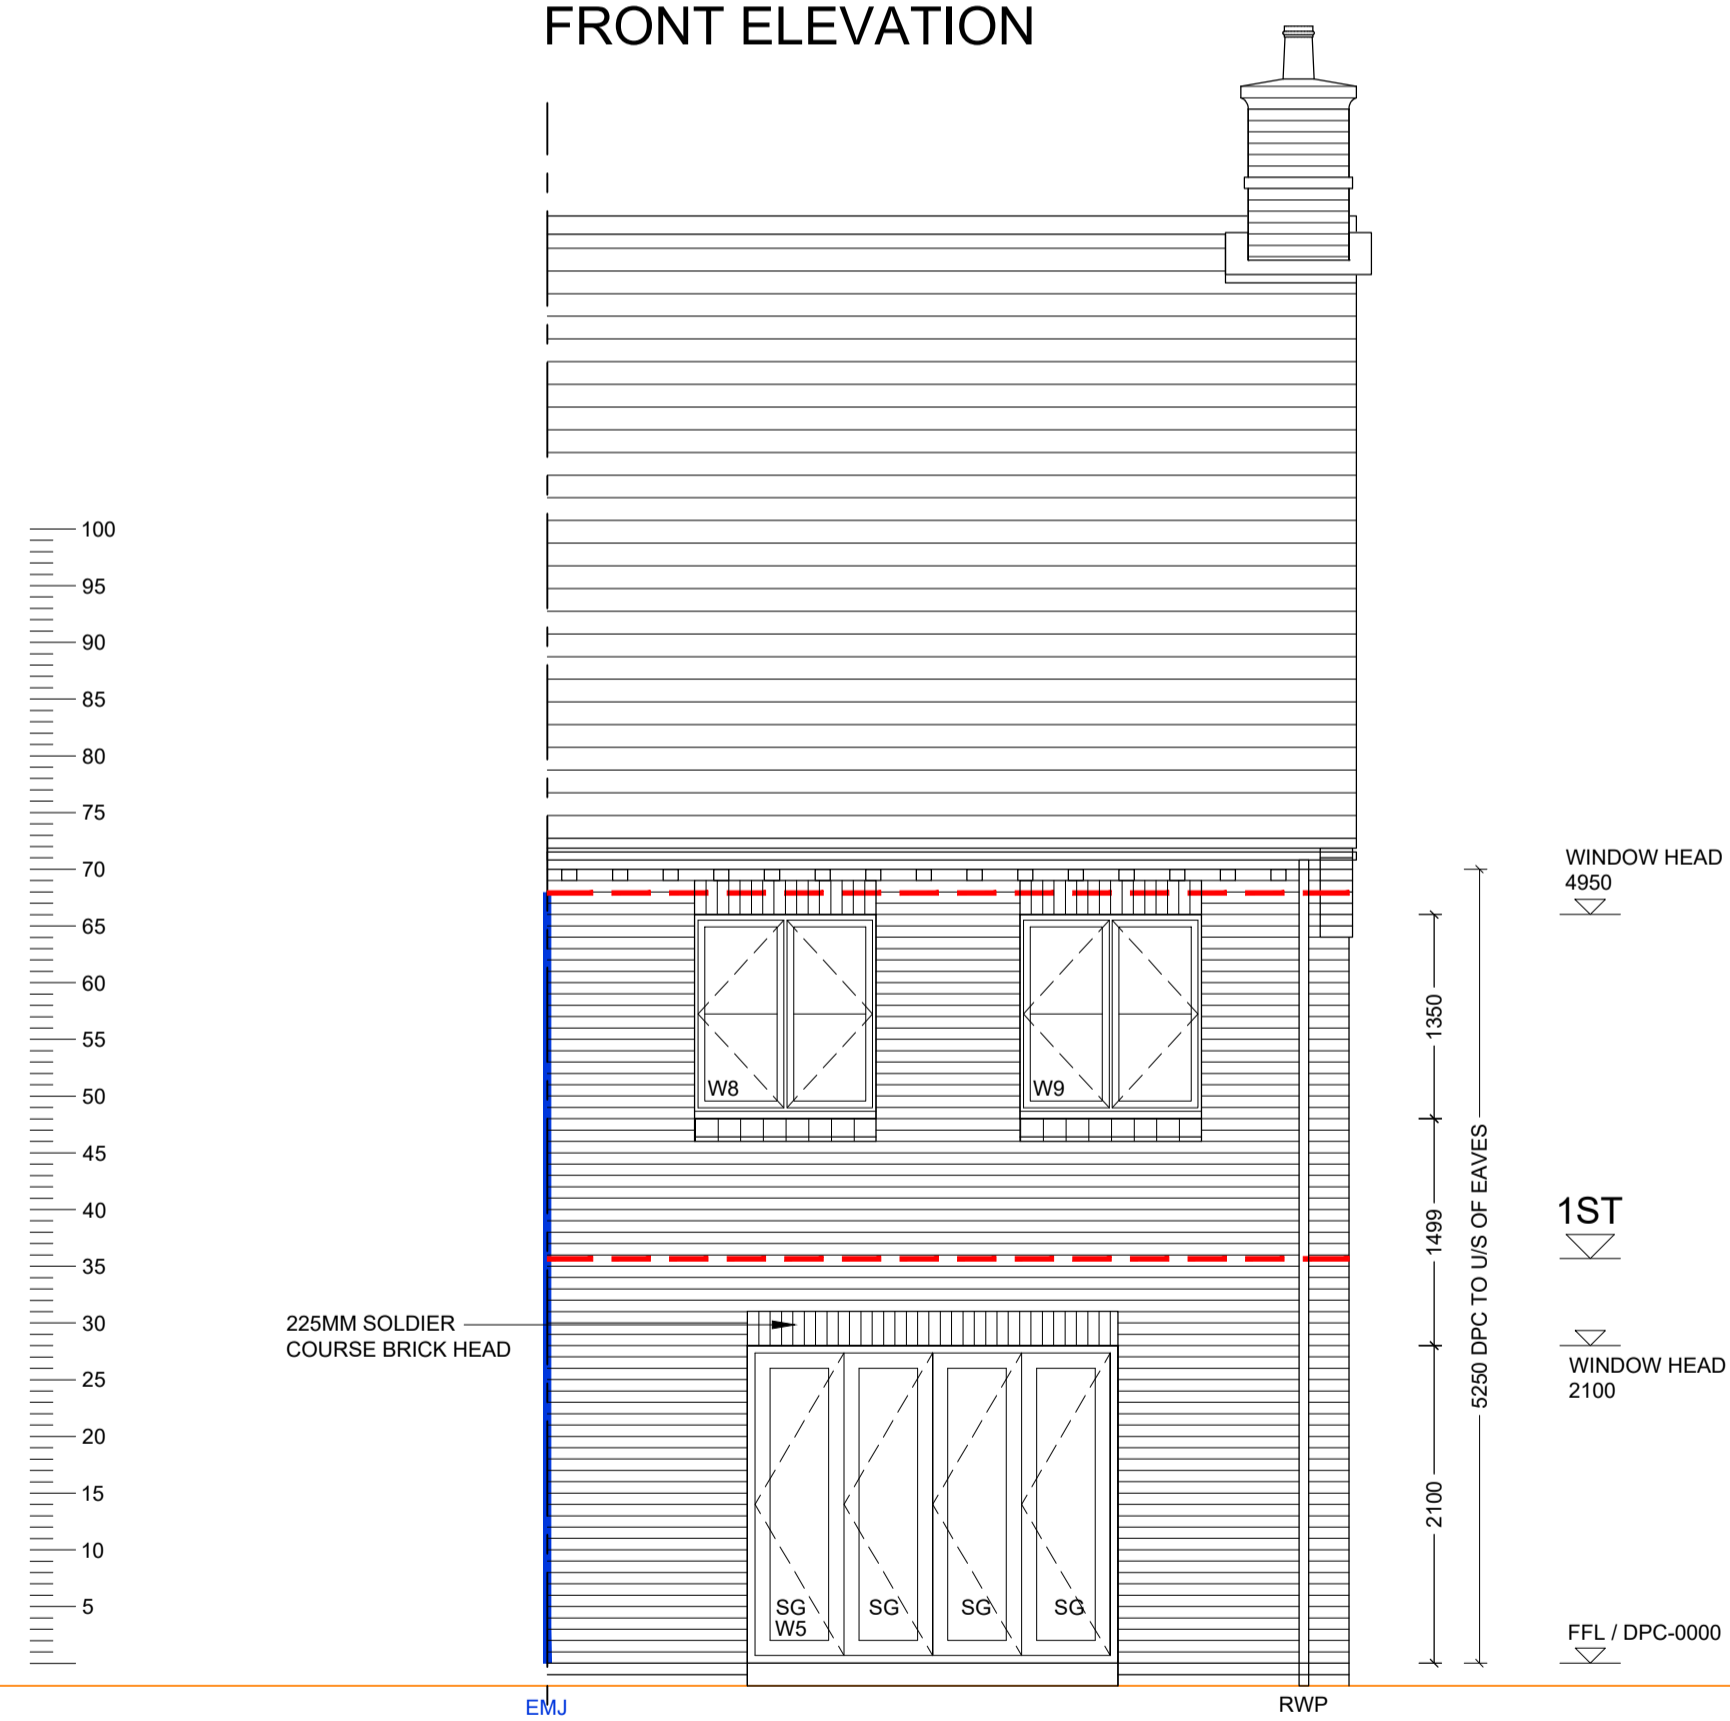 FRONT ELEVATION
100
95
90
85
80
75
70
65
60
55
50
45
40
35
30
25
20
15
10
5
225MM SOLDIER
COURSE BRICK HEAD
W8
W9
SG
W5
SG
SG
SG
EMJ
RWP
1350
1499
2100
5250 DPC TO U/S OF EAVES
WINDOW HEAD
4950
1ST
WINDOW HEAD
2100
FFL / DPC-0000